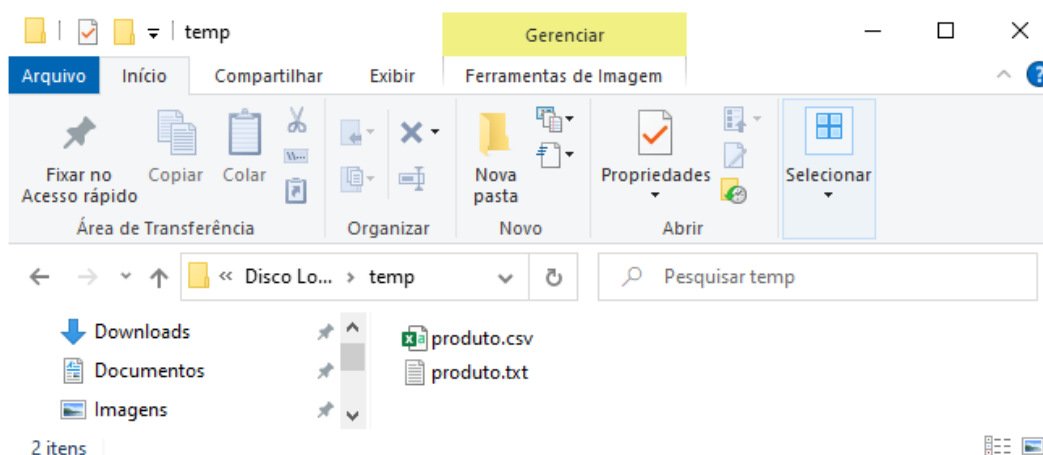 temp
Gerenciar
Arquivo Início Compartilhar Exibir Ferramentas de Imagem
Fixar no
Acesso rápido
Copiar
Colar
Nova
pasta
Propriedades
Selecionar
Área de Transferência Organizar Novo Abrir
« Disco Lo... › temp
Pesquisar temp
Downloads
Documentos
Imagens
produto.csv
produto.txt
2 itens